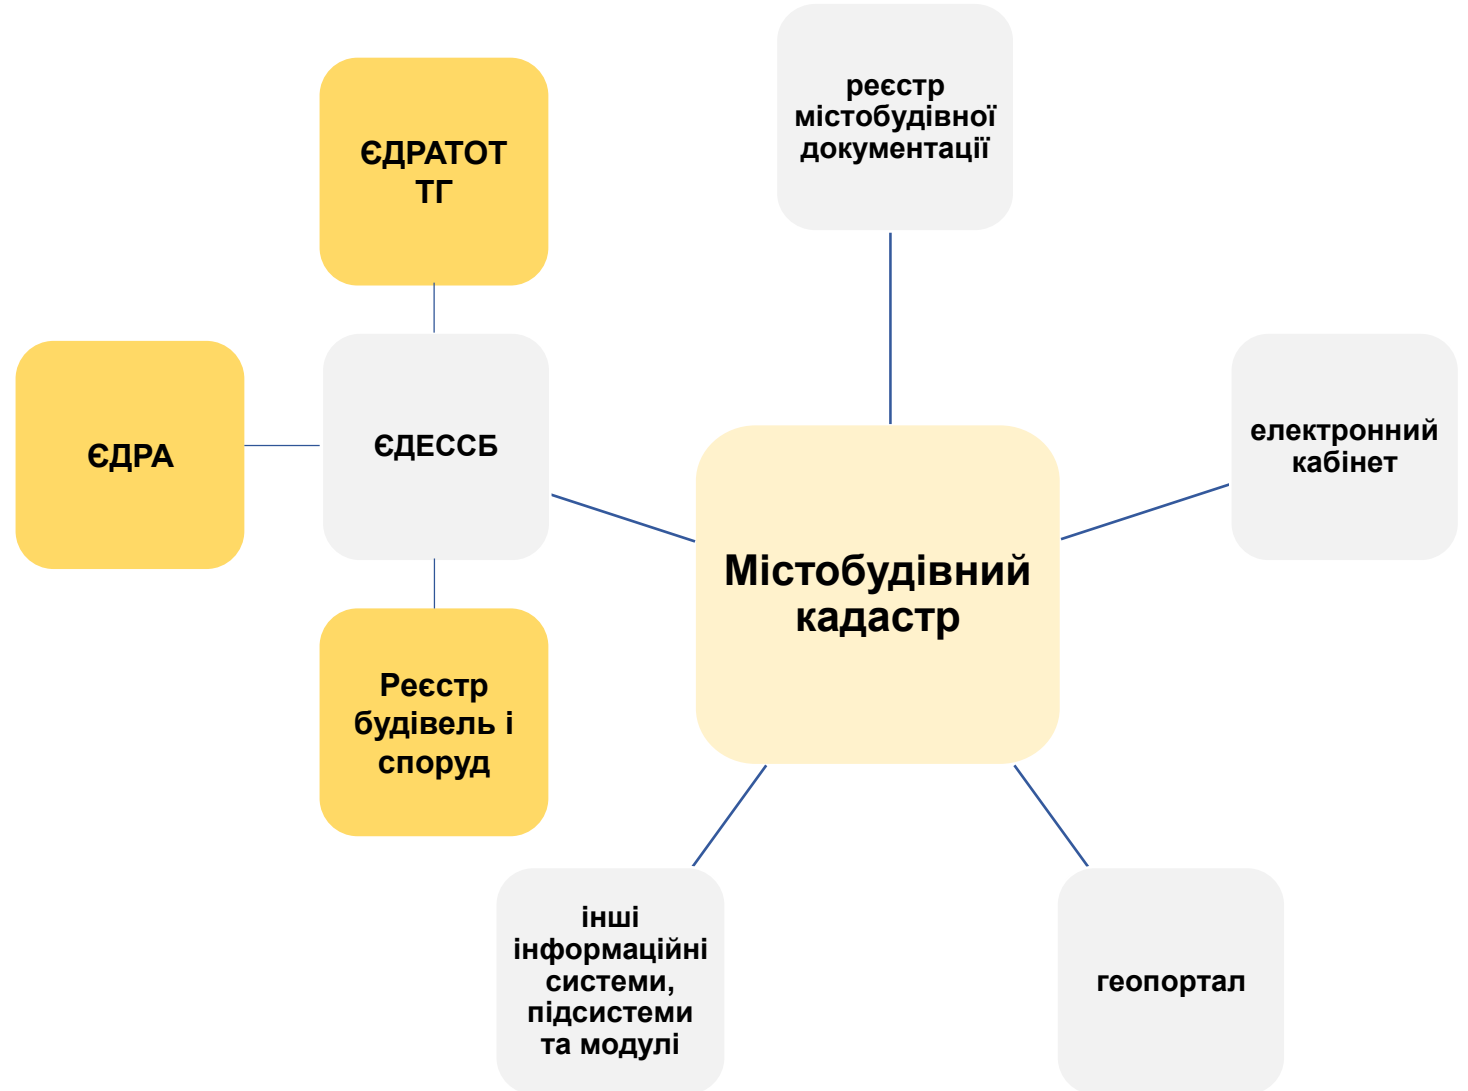 реєстр
містобудівної
документації
ЄДРАТОТ
ТГ
ЄДРА
ЄДЕССБ
електронний
кабінет
Містобудівний
кадастр
Реєстр
будівель і
споруд
інші
інформаційні
системи,
підсистеми
та модулі
геопортал